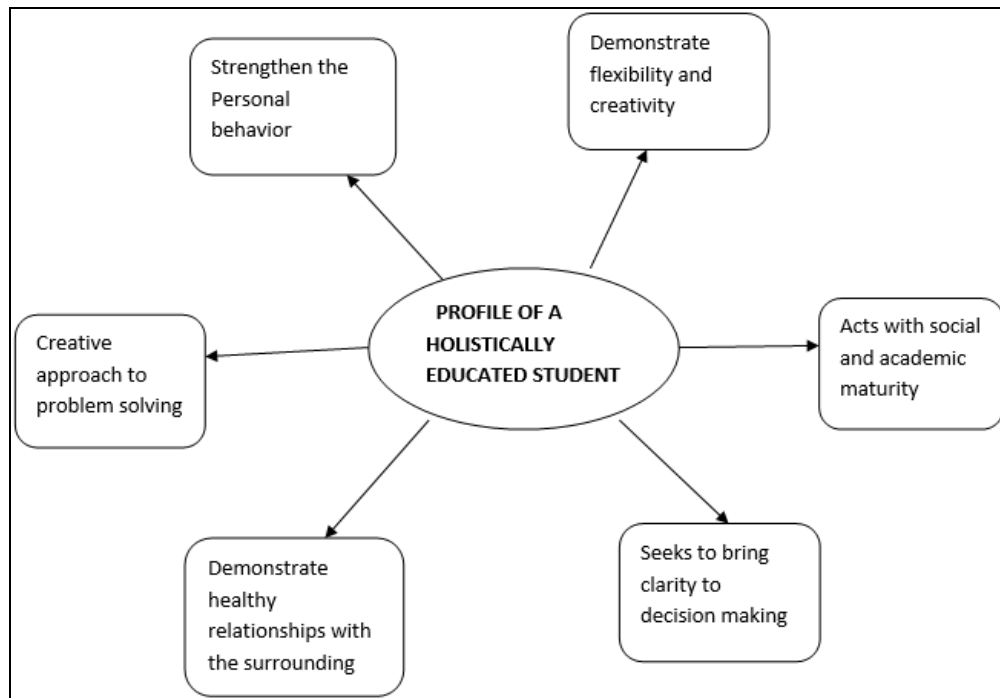 Strengthen the
Personal
behavior
Demonstrate
flexibility and
creativity
PROFILE OF A
HOLISTICALLY
EDUCATED STUDENT
Acts with social
and academic
maturity
Creative
approach to
problem solving
Demonstrate
healthy
relationships with
the surrounding
Seeks to bring
clarity to
decision making